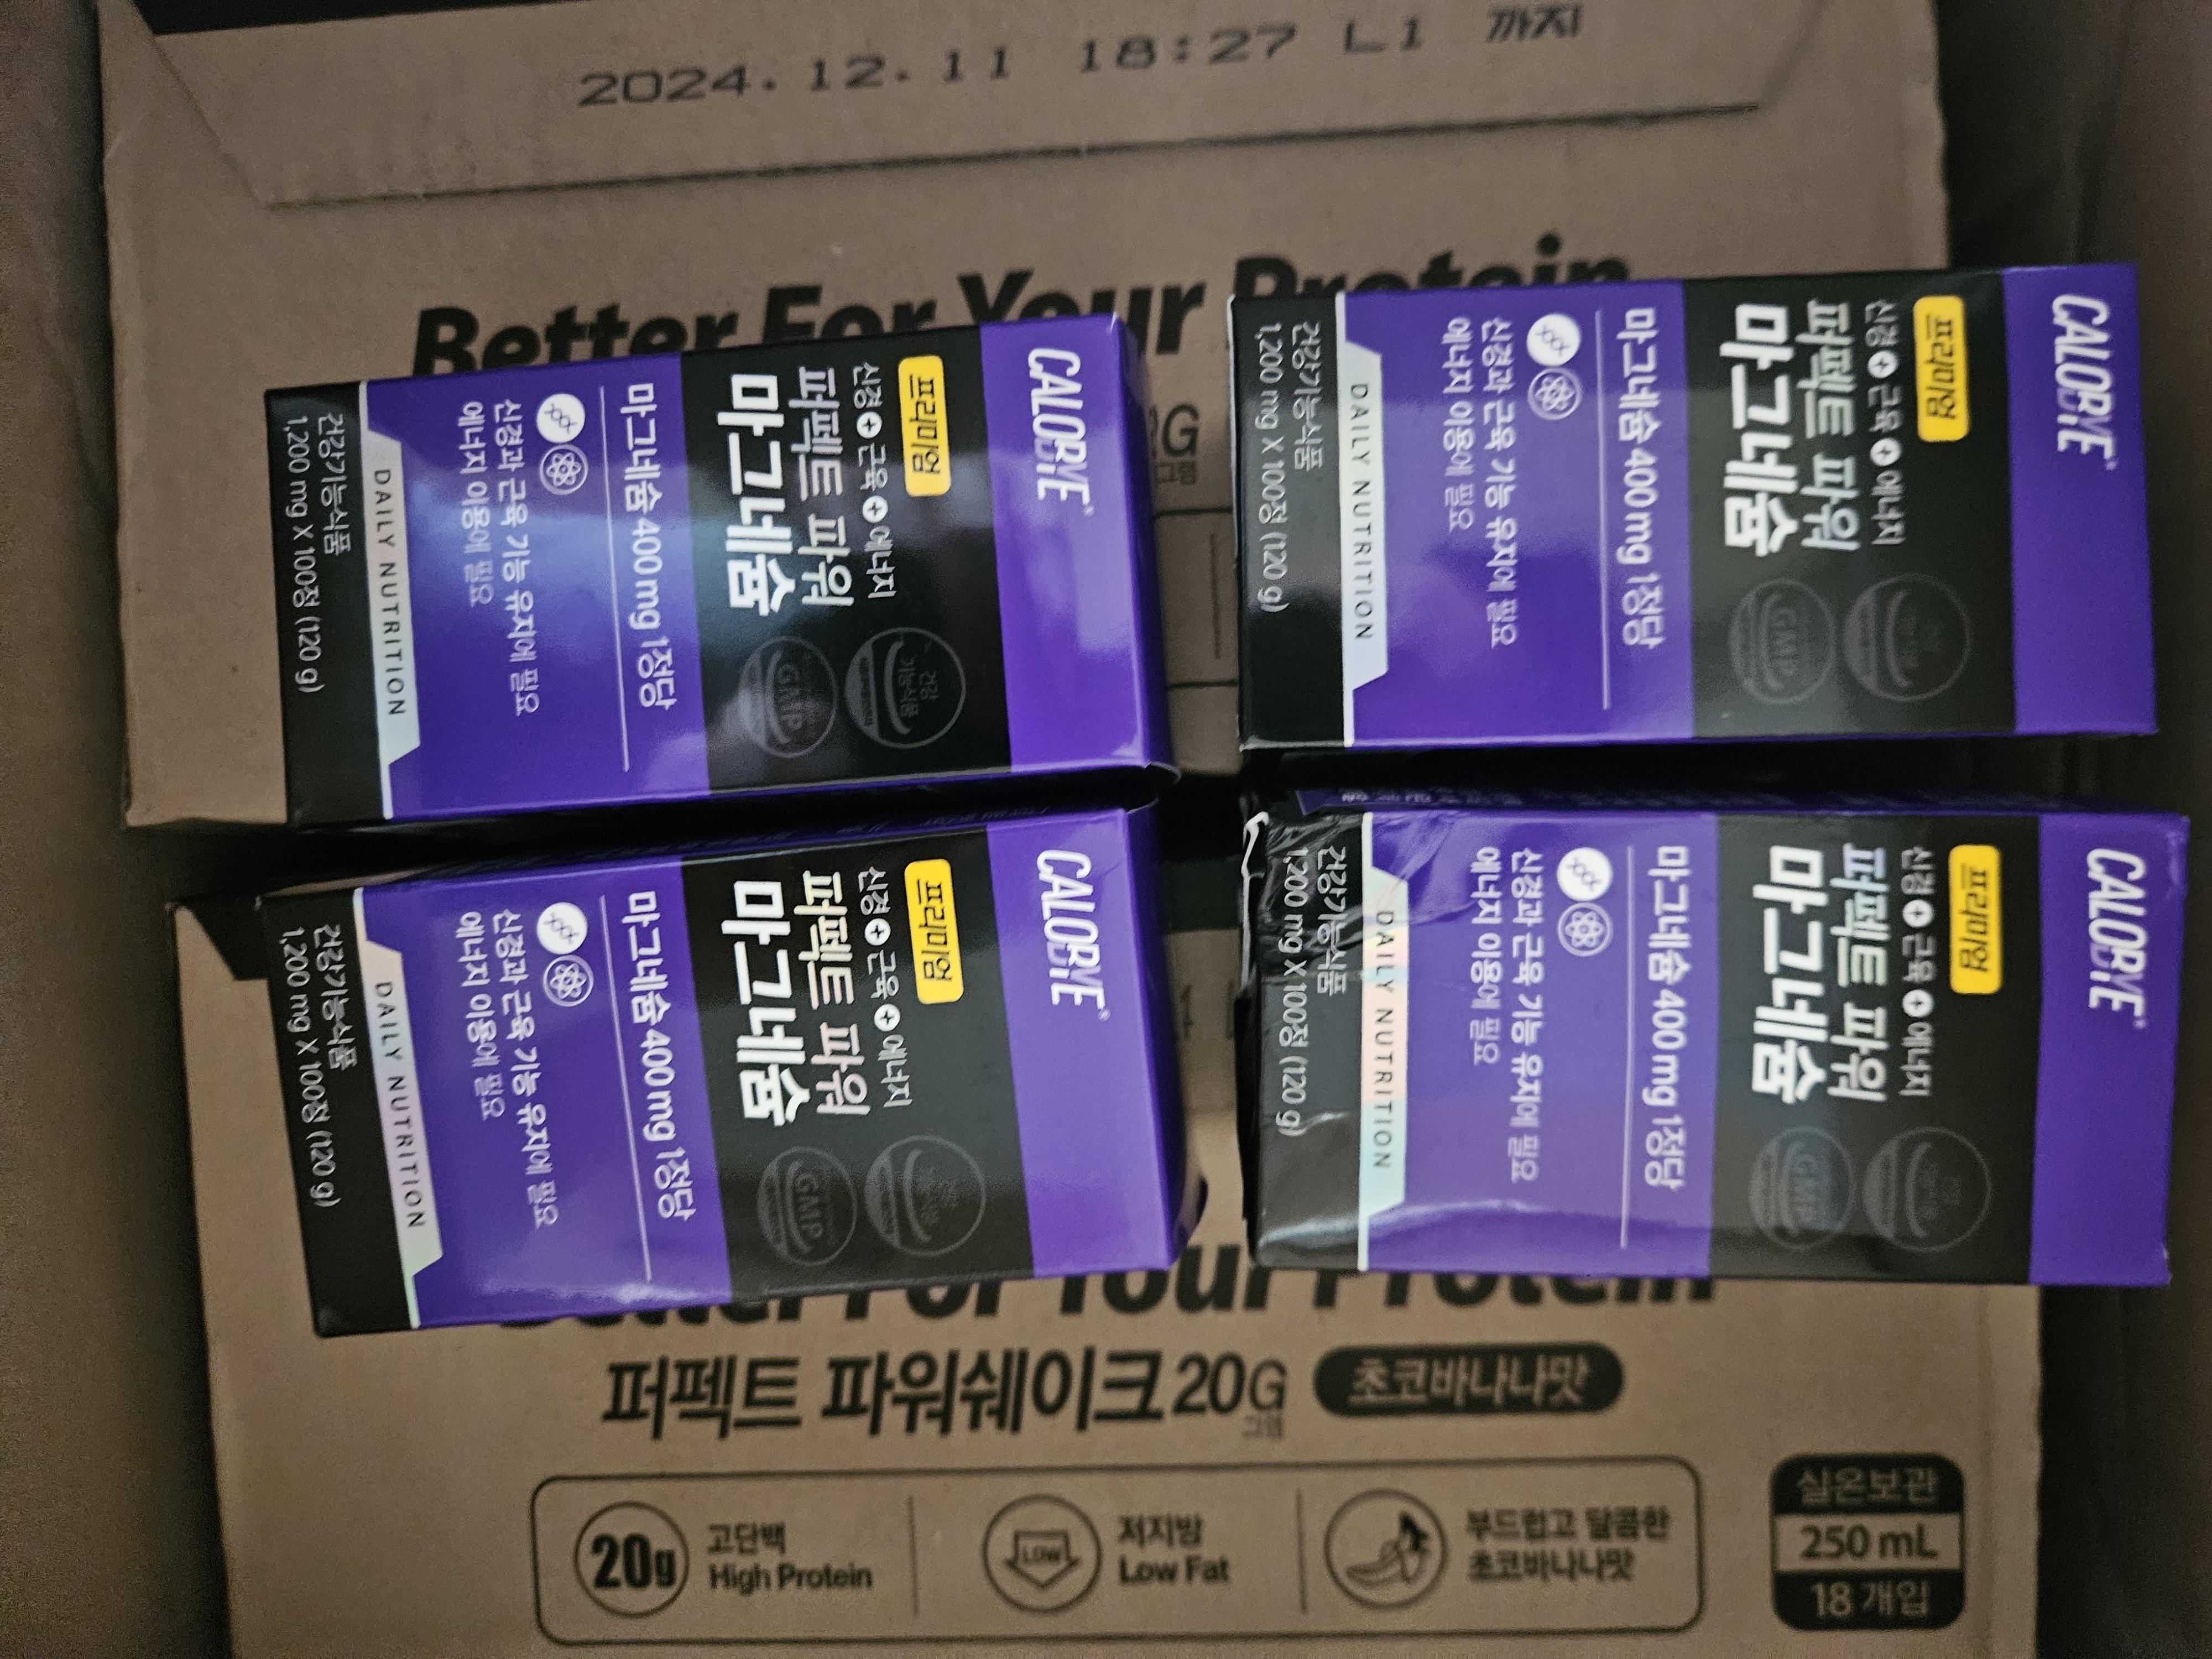 2024.12.11 18:27 L1 까지
Better For Your Protein
CALOBYE
프리미엄
신경+근육+에너지
퍼펙트 파워
마그네슘
건강
기능식품
GMP
마그네슘 400 mg 1정당
신경과 근육 기능 유지에 필요
에너지 이용에 필요
DAILY NUTRITION
건강기능식품
1,200 mg X 100정 (120 g)
CALOBYE
프리미엄
신경+근육+에너지
퍼펙트 파워
마그네슘
GMP
마그네슘 400 mg 1정당
신경과 근육 기능 유지에 필요
에너지 이용에 필요
DAILY NUTRITION
건강기능식품
1,200 mg X 100정 (120 g)
CALOBYE
프리미엄
신경+근육+에너지
퍼펙트 파워
마그네슘
GMP
마그네슘 400 mg 1정당
신경과 근육 기능 유지에 필요
에너지 이용에 필요
DAILY NUTRITION
건강기능식품
1,200 mg X 100정 (120 g)
CALOBYE
프리미엄
신경+근육+에너지
퍼펙트 파워
마그네슘
GMP
마그네슘 400 mg 1정당
신경과 근육 기능 유지에 필요
에너지 이용에 필요
DAILY NUTRITION
건강기능식품
1,200 mg X 100정 (120 g)
For Your Protein
퍼펙트 파워쉐이크 20G 초코바나나맛
그램
20g
고단백
High Protein
LOW
저지방
Low Fat
부드럽고 달콤한
초코바나나맛
실온보관
250 mL
18 개입